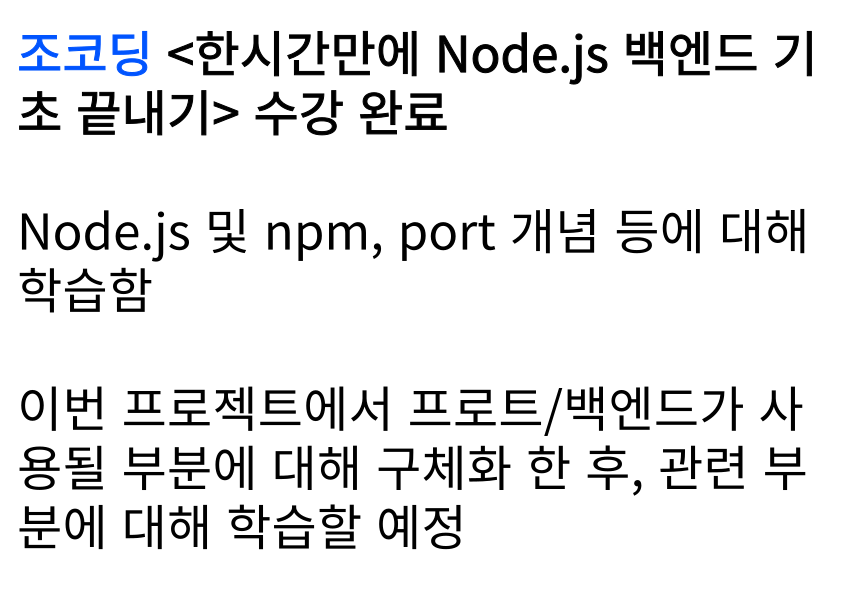 조코딩 <한시간만에 Node.js 백엔드 기
초 끝내기> 수강 완료
Node.js 및 npm, port 개념 등에 대해
학습함
이번 프로젝트에서 프로트/백엔드가 사
용될 부분에 대해 구체화 한 후, 관련 부
분에 대해 학습할 예정